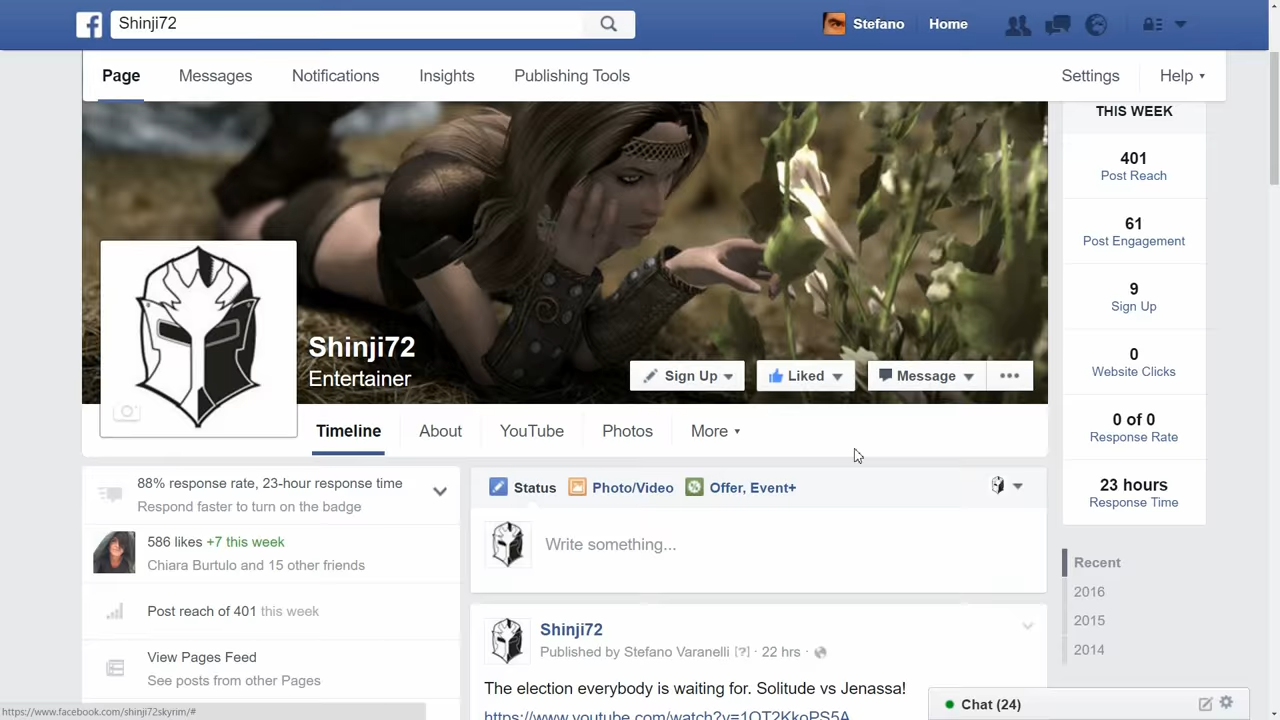 Shinji72
Stefano
Home
Page
Messages
Notifications
Insights
Publishing Tools
Settings
Help
THIS WEEK
401
Post Reach
61
Post Engagement
9
Sign Up
0
Website Clicks
0 of 0
Response Rate
23 hours
Response Time
Shinji72
Entertainer
Sign Up
Liked
Message
Timeline
About
YouTube
Photos
More
88% response rate, 23-hour response time
Respond faster to turn on the badge
586 likes +7 this week
Chiara Burtulo and 15 other friends
Post reach of 401 this week
View Pages Feed
See posts from other Pages
Status
Photo/Video
Offer, Event+
Write something...
Shinji72
Published by Stefano Varanelli [?] · 22 hrs ·
The election everybody is waiting for. Solitude vs Jenassa!
https://www.youtube.com/watch?v=1OT2KkoPS5A
Recent
2016
2015
2014
Chat (24)
https://www.facebook.com/shinji72skyrim/#